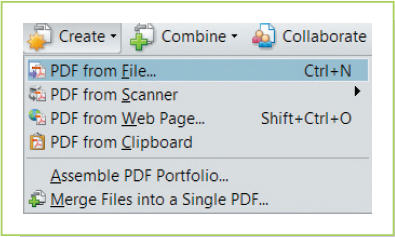 Create Combine Collaborate
PDF from File... Ctrl+N
PDF from Scanner
PDF from Web Page... Shift+Ctrl+O
PDF from Clipboard
Assemble PDF Portfolio...
Merge Files into a Single PDF...